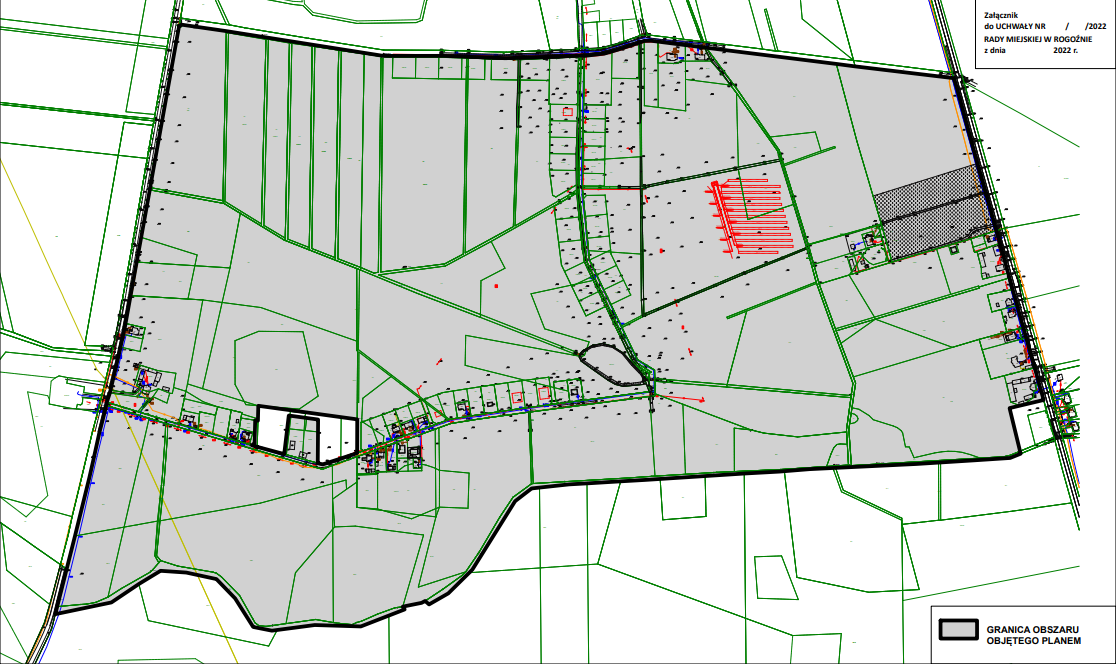 Załącznik
do UCHWAŁY NR / /2022
RADY MIEJSKIEJ W ROGOŹNIE
z dnia 2022 r.
GRANICA OBSZARU
OBJĘTEGO PLANEM